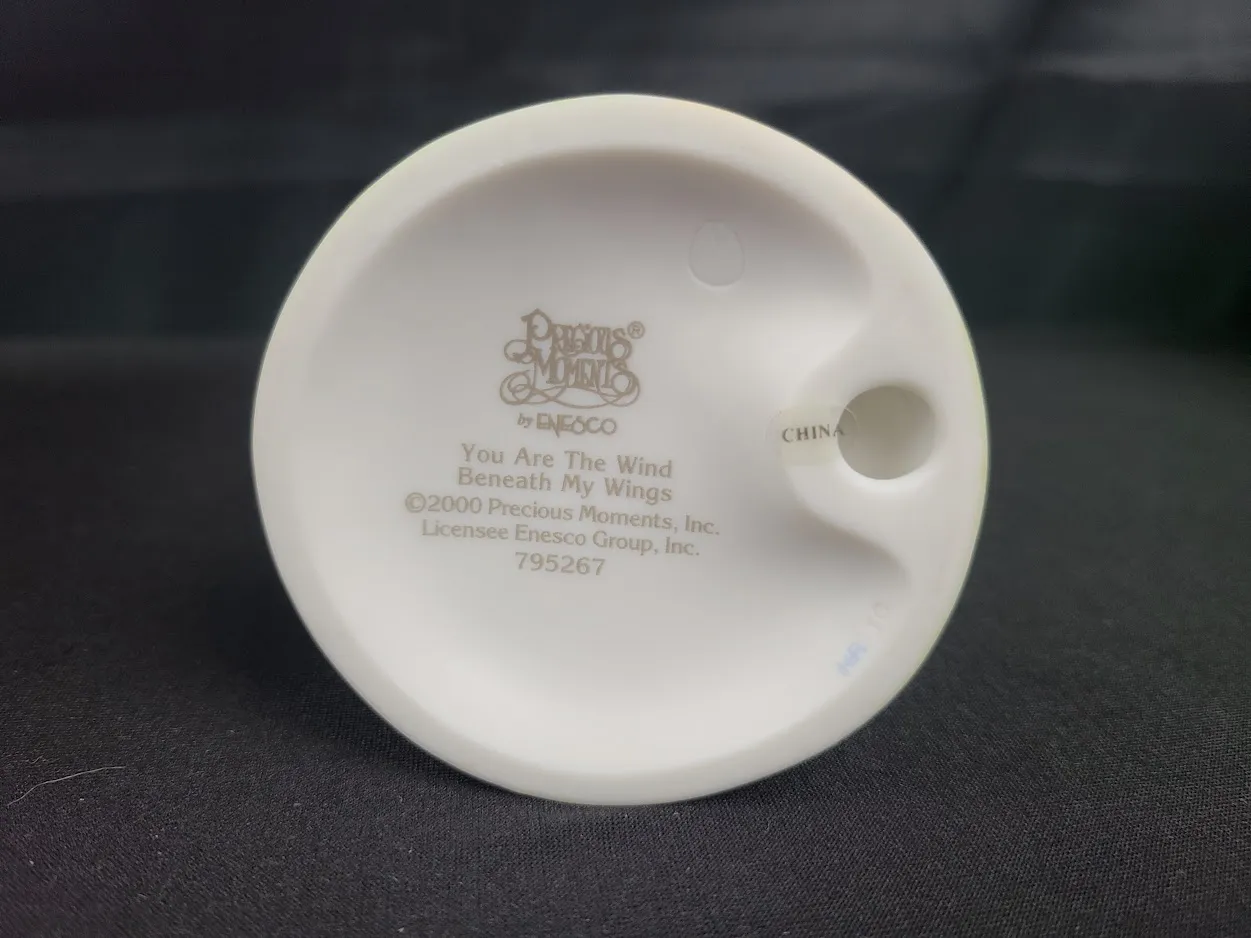 PRECIOUS®
MOMENTS
by ENESCO
You Are The Wind
Beneath My Wings
©2000 Precious Moments, Inc.
Licensee Enesco Group, Inc.
795267
CHINA